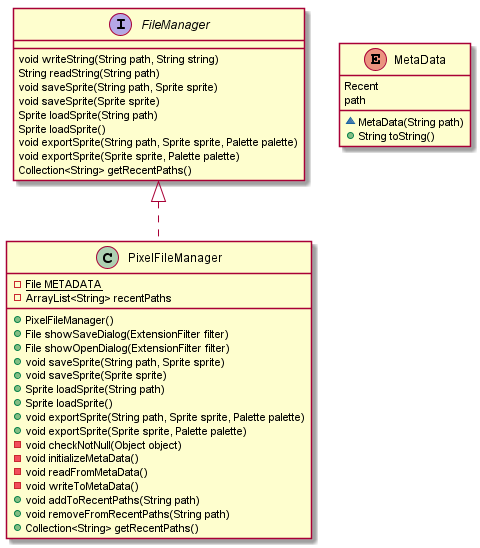 I FileManager
void writeString(String path, String string)
String readString(String path)
void saveSprite(String path, Sprite sprite)
void saveSprite(Sprite sprite)
Sprite loadSprite(String path)
Sprite loadSprite()
void exportSprite(String path, Sprite sprite, Palette palette)
void exportSprite(Sprite sprite, Palette palette)
Collection<String> getRecentPaths()
E MetaData
Recent
path
MetaData(String path)
String toString()
C PixelFileManager
File METADATA
ArrayList<String> recentPaths
PixelFileManager()
File showSaveDialog(ExtensionFilter filter)
File showOpenDialog(ExtensionFilter filter)
void saveSprite(String path, Sprite sprite)
void saveSprite(Sprite sprite)
Sprite loadSprite(String path)
Sprite loadSprite()
void exportSprite(String path, Sprite sprite, Palette palette)
void exportSprite(Sprite sprite, Palette palette)
void checkNotNull(Object object)
void initializeMetaData()
void readFromMetaData()
void writeToMetaData()
void addToRecentPaths(String path)
void removeFromRecentPaths(String path)
Collection<String> getRecentPaths()